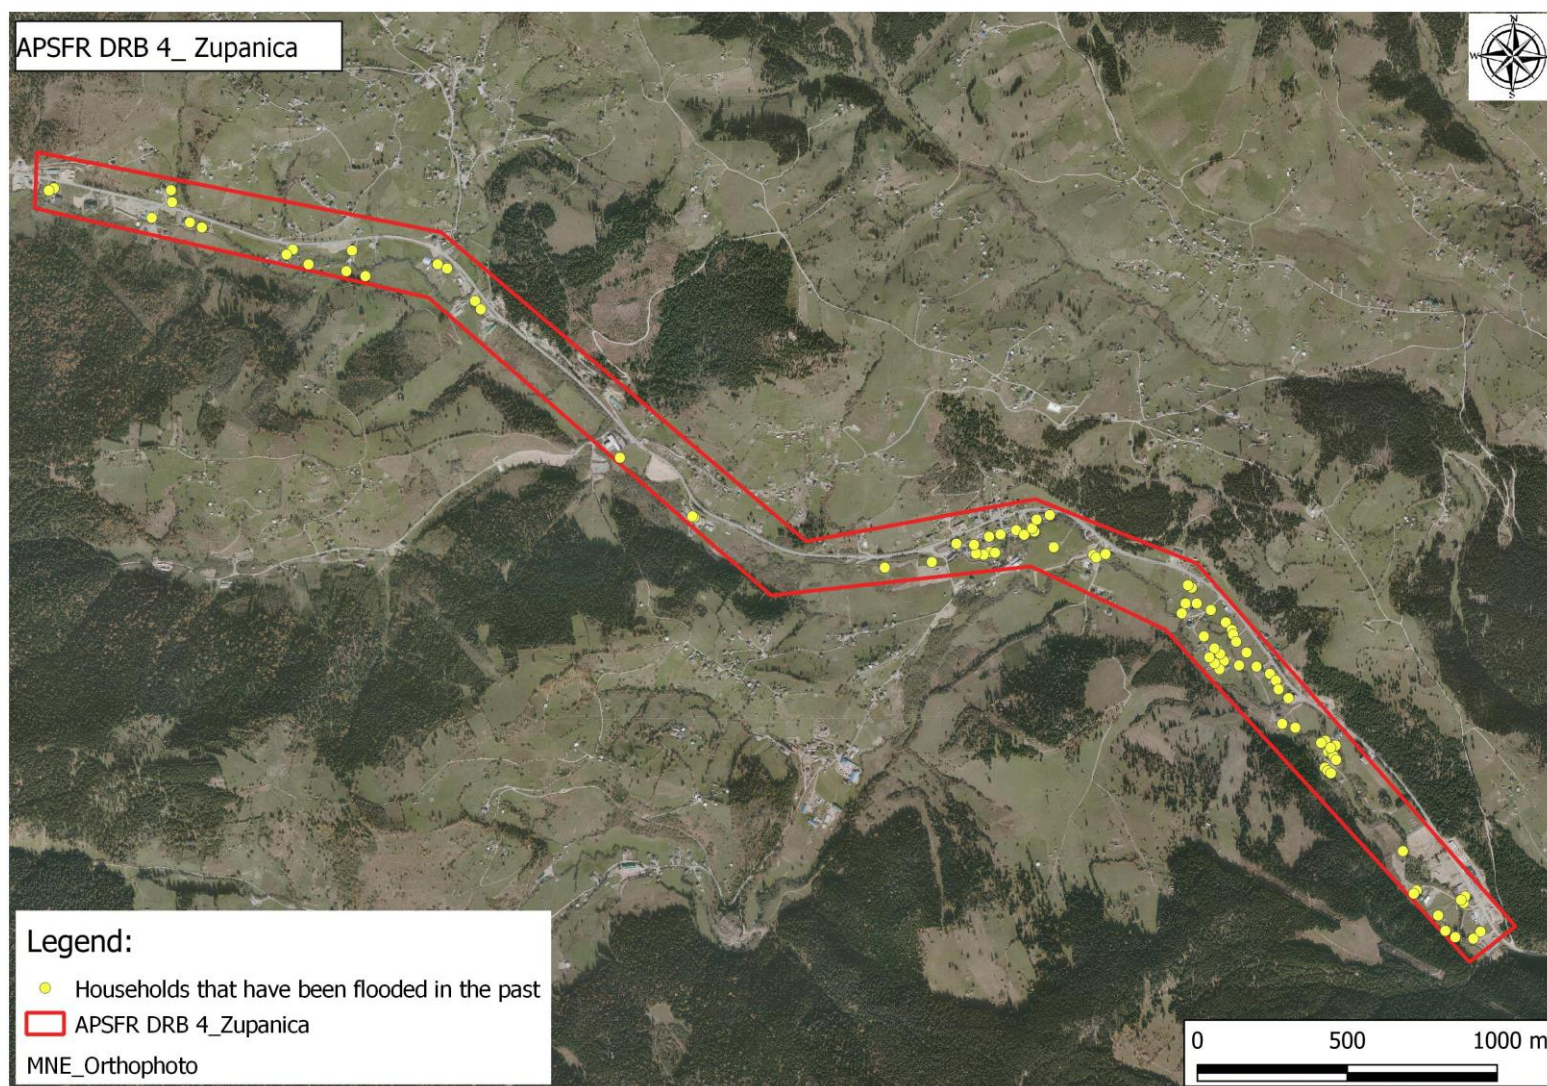 APSFR DRB 4_ Zupanica
N
W
S
Legend:
Households that have been flooded in the past
APSFR DRB 4_Zupanica
MNE_Orthophoto
0 500 1000 m